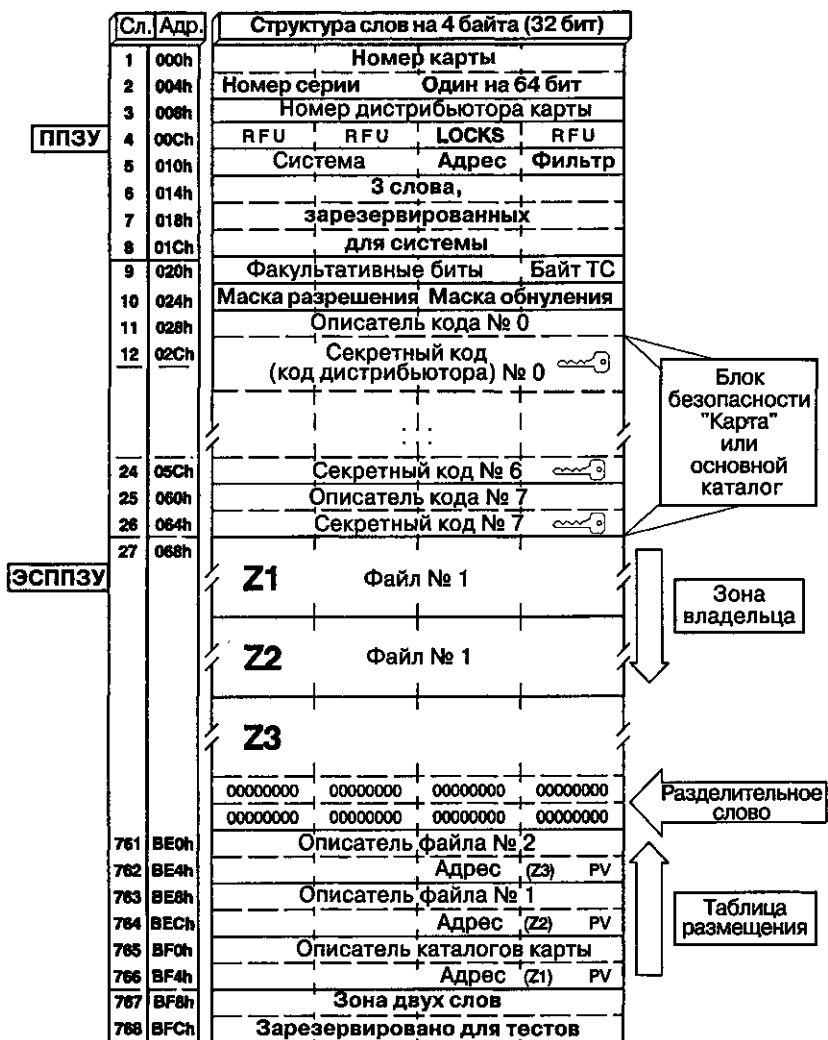 Сл. Адр. Структура слов на 4 байта (32 бит)
1 000h Номер карты
2 004h Номер серии Один на 64 бит
3 008h Номер дистрибьютора карты
ППЗУ 4 00Ch RFU RFU LOCKS RFU
5 010h Система Адрес Фильтр
6 014h 3 слова,
7 018h зарезервированных
8 01Ch для системы
9 020h Факультативные биты Байт ТС
10 024h Маска разрешения Маска обнуления
11 028h Описатель кода № 0
12 02Ch Секретный код
(код дистрибьютора) № 0
Блок
безопасности
"Карта"
или
основной
каталог
24 05Ch Секретный код № 6
25 060h Описатель кода № 7
26 064h Секретный код № 7
27 068h
ЭСППЗУ Z1 Файл № 1
Зона
владельца
Z2 Файл № 1
Z3
00000000 00000000 00000000 00000000
00000000 00000000 00000000 00000000
Разделительное
слово
761 BE0h Описатель файла № 2
762 BE4h Адрес (Z3) PV
763 BE8h Описатель файла № 1
764 BECh Адрес (Z2) PV
Таблица
размещения
765 BF0h Описатель каталогов карты
766 BF4h Адрес (Z1) PV
767 BF8h Зона двух слов
768 BFCh Зарезервировано для тестов